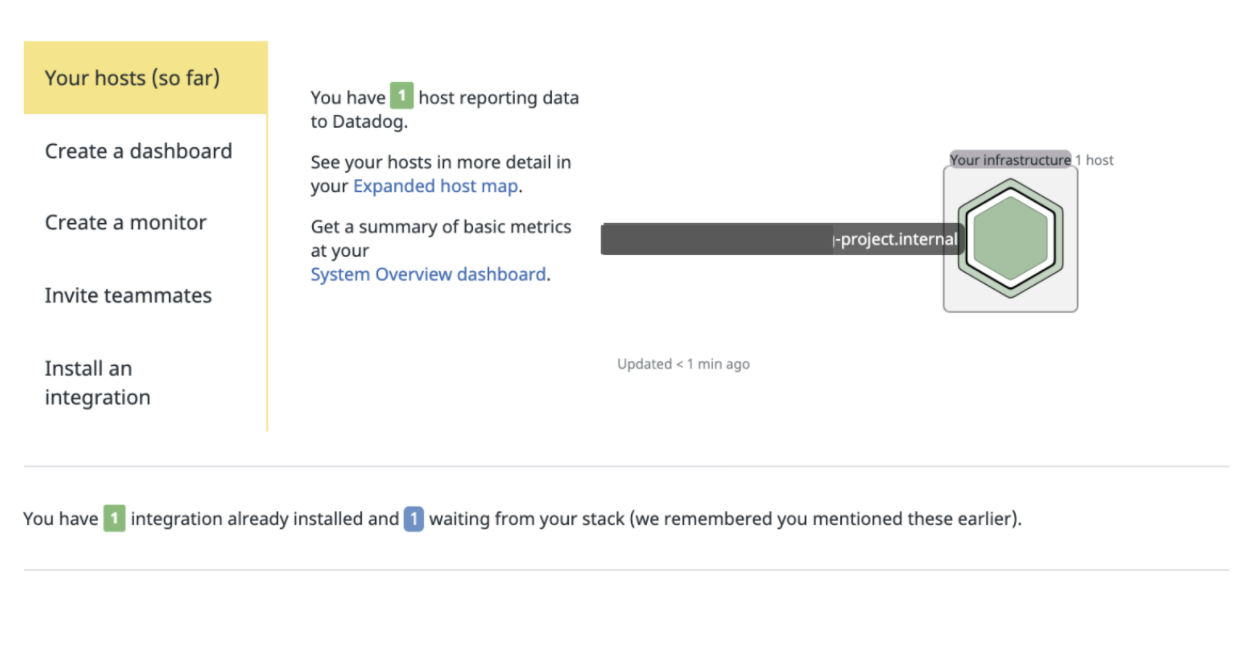 Your hosts (so far)
Create a dashboard
Create a monitor
Invite teammates
Install an
integration
You have 1 host reporting data
to Datadog.
See your hosts in more detail in
your Expanded host map.
Get a summary of basic metrics
at your
System Overview dashboard.
Your infrastructure 1 host
-project.internal
Updated < 1 min ago
You have 1 integration already installed and 1 waiting from your stack (we remembered you mentioned these earlier).